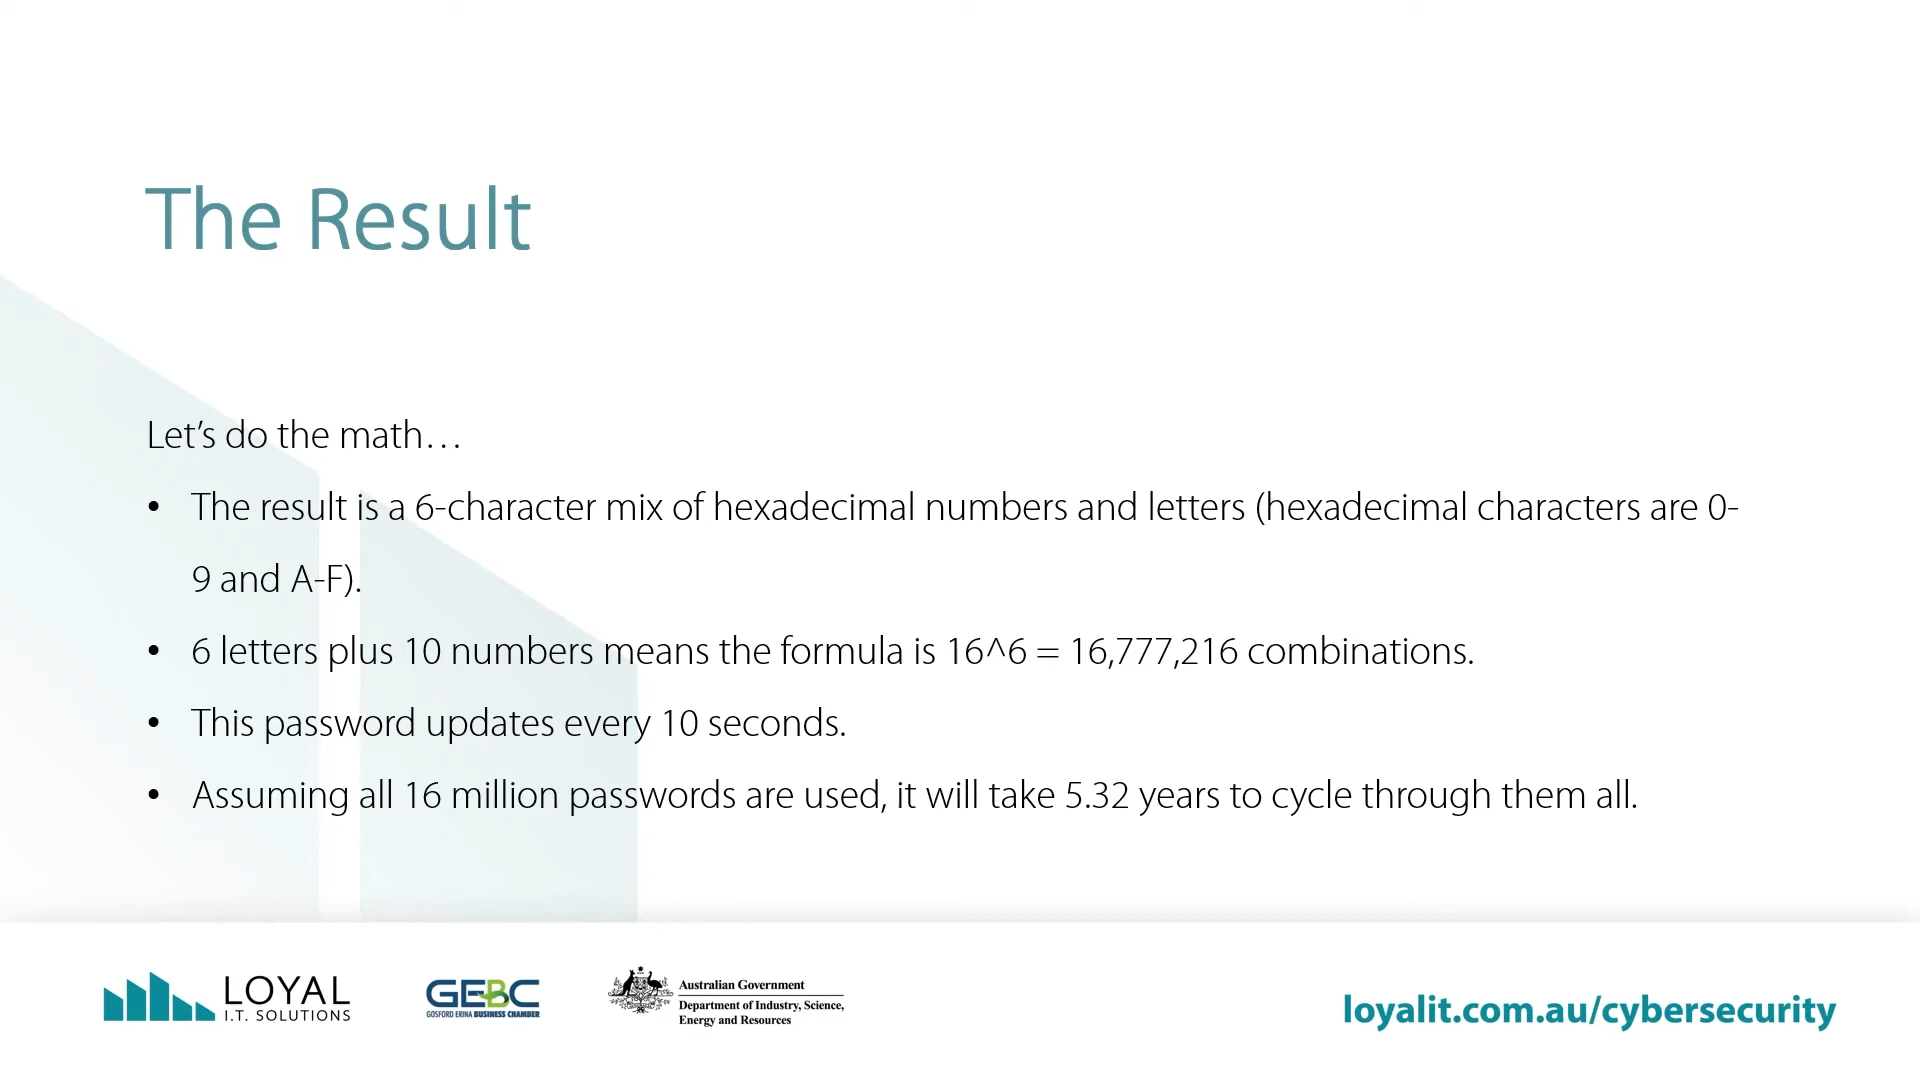 The Result
Let’s do the math…
• The result is a 6-character mix of hexadecimal numbers and letters (hexadecimal characters are 0-
9 and A-F).
• 6 letters plus 10 numbers means the formula is 16^6 = 16,777,216 combinations.
• This password updates every 10 seconds.
• Assuming all 16 million passwords are used, it will take 5.32 years to cycle through them all.
LOYAL
I.T. SOLUTIONS
GEBC
GOSFORD ERINA BUSINESS CHAMBER
Australian Government
Department of Industry, Science,
Energy and Resources
loyalit.com.au/cybersecurity